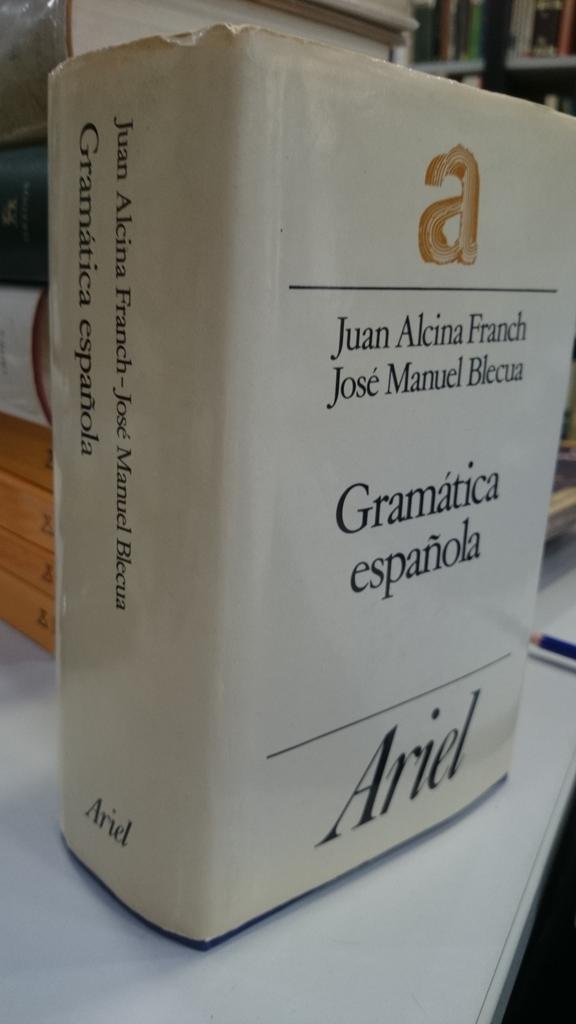 Juan Alcina Franch-José Manuel Blecua
Gramática española
Ariel
a
Juan Alcina Franch
José Manuel Blecua
Gramática
española
Ariel